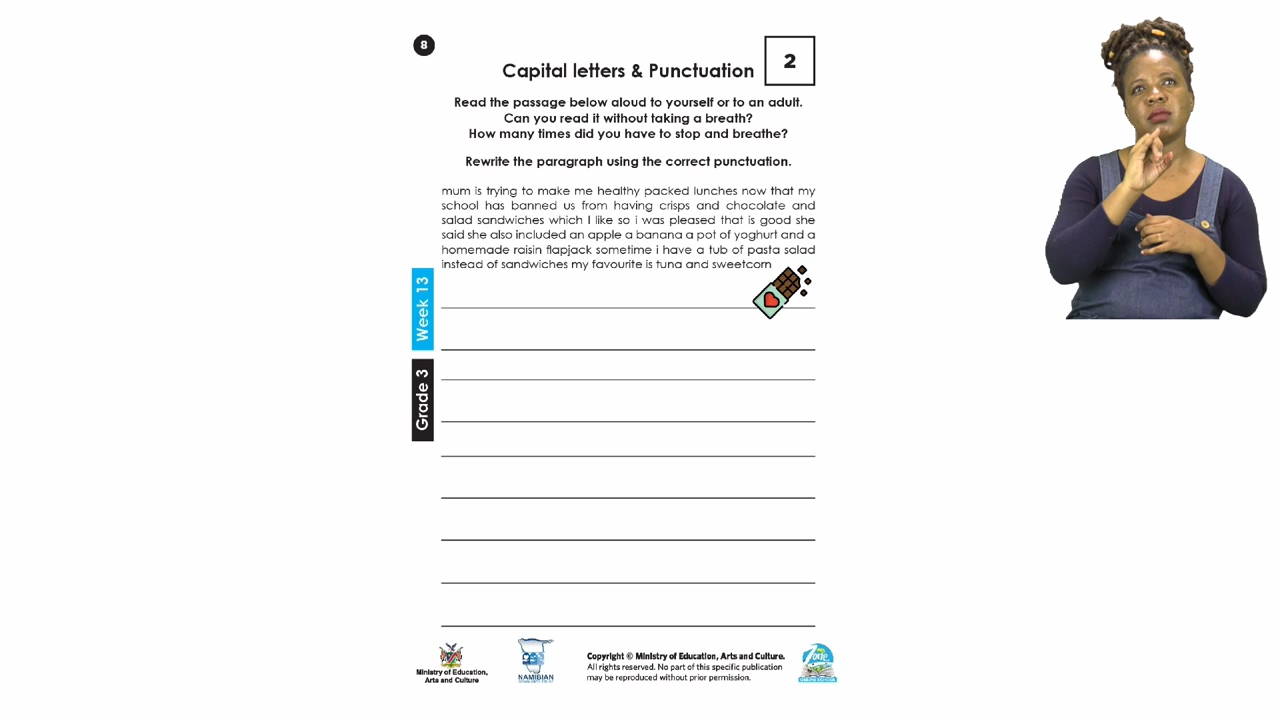 8
Capital letters & Punctuation
2
Read the passage below aloud to yourself or to an adult.
Can you read it without taking a breath?
How many times did you have to stop and breathe?
Rewrite the paragraph using the correct punctuation.
mum is trying to make me healthy packed lunches now that my
school has banned us from having crisps and chocolate and
salad sandwiches which I like so i was pleased that is good she
said she also included an apple a banana a pot of yoghurt and a
homemade raisin flapjack sometime i have a tub of pasta salad
instead of sandwiches my favourite is tuna and sweetcorn
Week 13
Grade 3
Ministry of Education,
Arts and Culture
NAMIBIAN
Copyright © Ministry of Education, Arts and Culture.
All rights reserved. No part of this specific publication
may be reproduced without prior permission.
Zone
ONLINE SCHOOL